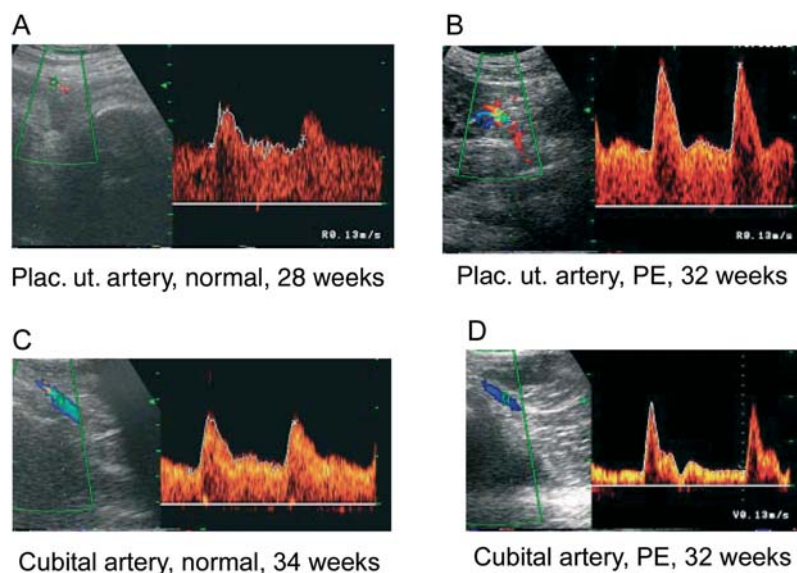 A
B
R0.13m/s
R0.13m/s
Plac. ut. artery, normal, 28 weeks
Plac. ut. artery, PE, 32 weeks
C
D
V0.13m/s
Cubital artery, normal, 34 weeks
Cubital artery, PE, 32 weeks